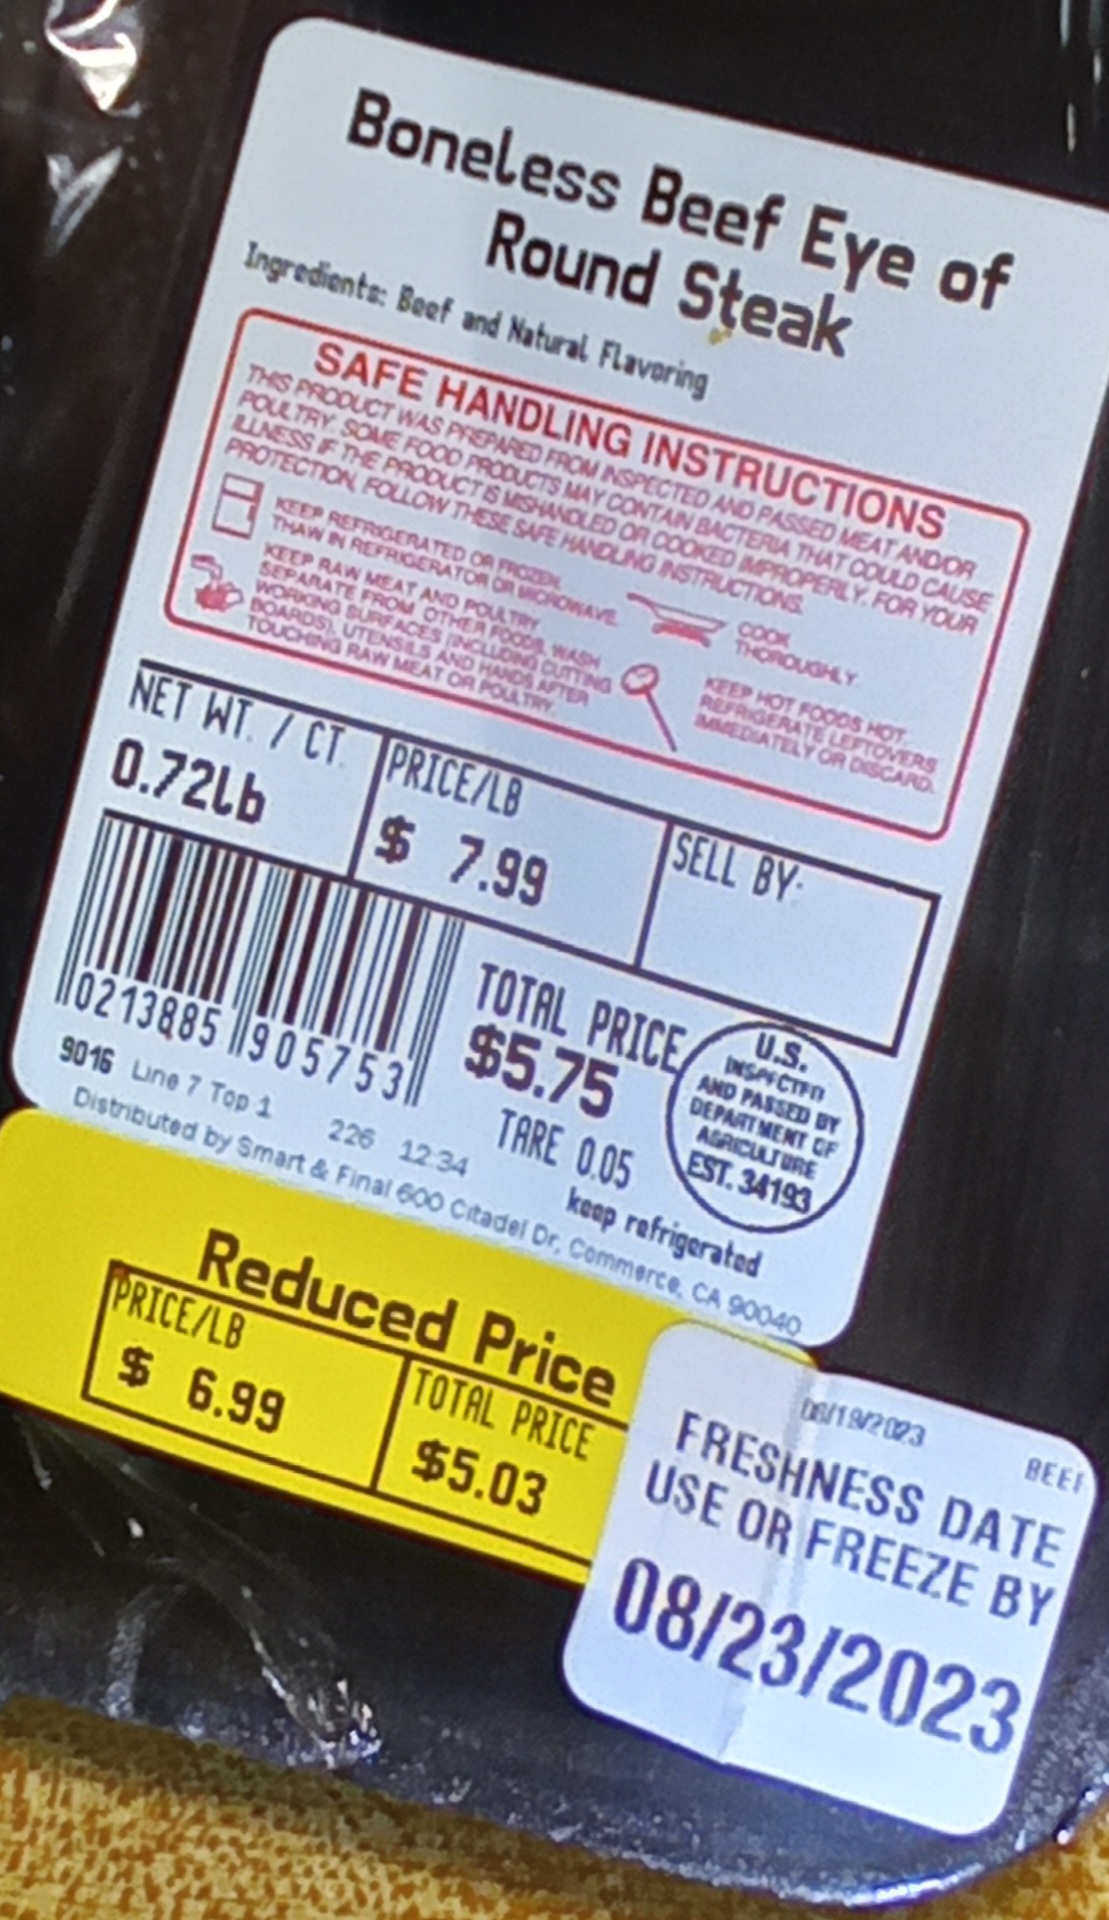 Boneless Beef Eye of
Round Steak
Ingredients: Beef and Natural Flavoring
SAFE HANDLING INSTRUCTIONS
THIS PRODUCT WAS PREPARED FROM INSPECTED AND PASSED MEAT AND/OR
POULTRY. SOME FOOD PRODUCTS MAY CONTAIN BACTERIA THAT COULD CAUSE
ILLNESS IF THE PRODUCT IS MISHANDLED OR COOKED IMPROPERLY. FOR YOUR
PROTECTION, FOLLOW THESE SAFE HANDLING INSTRUCTIONS.
KEEP REFRIGERATED OR FROZEN.
THAW IN REFRIGERATOR OR MICROWAVE.
KEEP RAW MEAT AND POULTRY
SEPARATE FROM OTHER FOODS. WASH
WORKING SURFACES (INCLUDING CUTTING
BOARDS), UTENSILS AND HANDS AFTER
TOUCHING RAW MEAT OR POULTRY.
COOK
THOROUGHLY.
KEEP HOT FOODS HOT.
REFRIGERATE LEFTOVERS
IMMEDIATELY OR DISCARD.
NET WT. / CT.
0.72lb
PRICE/LB
$ 7.99
SELL BY:
0213885 905753
TOTAL PRICE
$5.75
TARE 0.05
keep refrigerated
U.S.
INSPECTED
AND PASSED BY
DEPARTMENT OF
AGRICULTURE
EST. 34193
9016 Line 7 Top 1 226 12:34
Distributed by Smart & Final 600 Citadel Dr, Commerce, CA 90040
Reduced Price
PRICE/LB
$ 6.99
TOTAL PRICE
$5.03
08/19/2023
BEEF
FRESHNESS DATE
USE OR FREEZE BY
08/23/2023